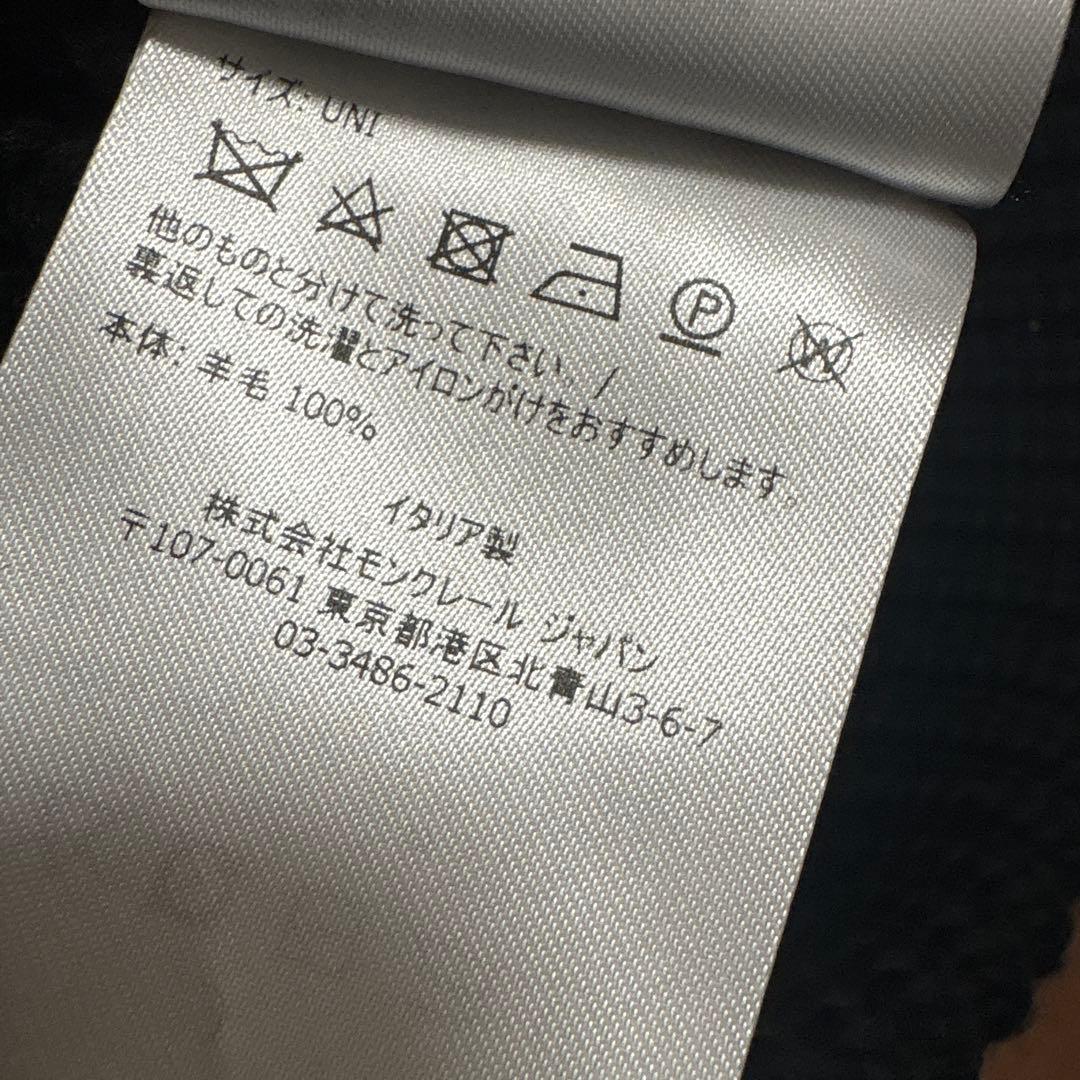 サイズ: UNI
P
W
他のものと分けて洗って下さい。/
裏返しての洗濯とアイロンがけをおすすめします。
本体: 羊毛 100%
イタリア製
株式会社モンクレール ジャパン
〒107-0061 東京都港区北青山3-6-7
03-3486-2110